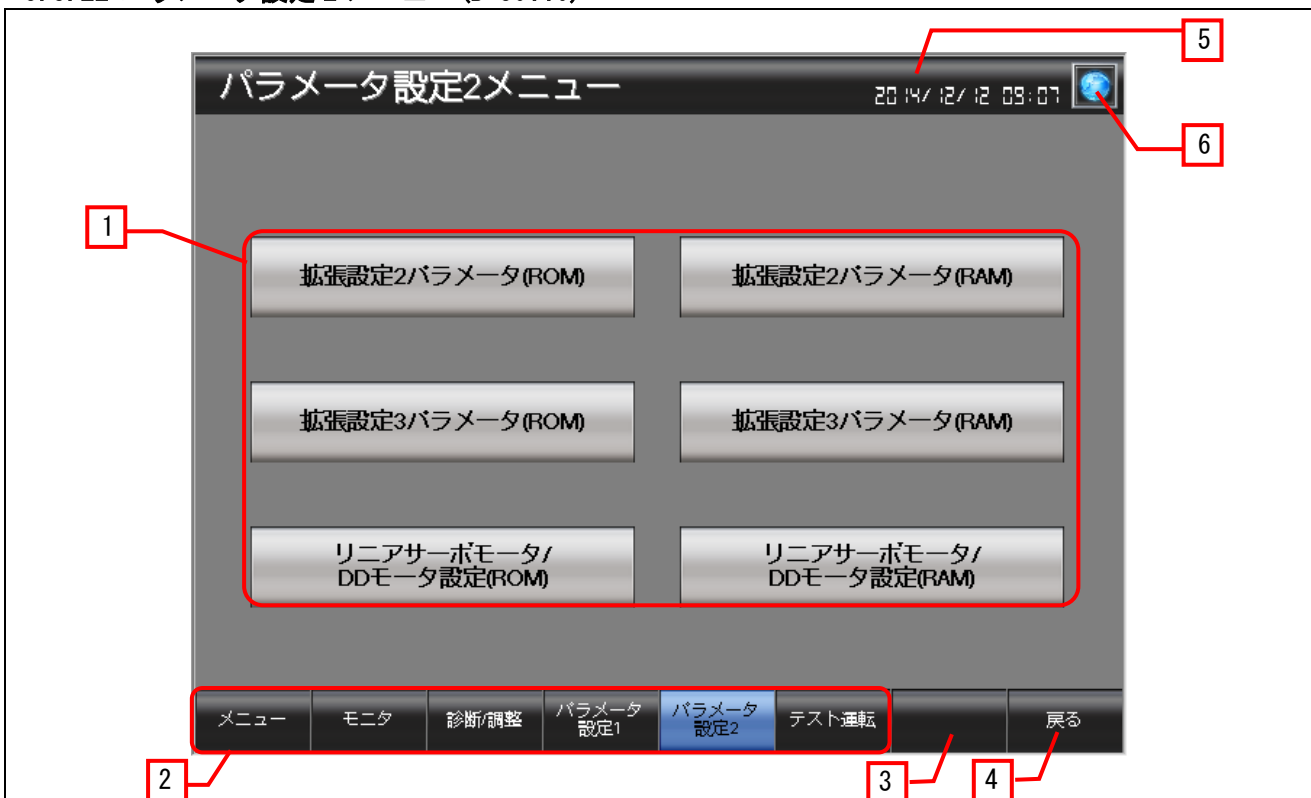 5
パラメータ設定2メニュー
2014/12/12 09:07
6
1
拡張設定2パラメータ(ROM)
拡張設定2パラメータ(RAM)
拡張設定3パラメータ(ROM)
拡張設定3パラメータ(RAM)
リニアサーボモータ/
DDモータ設定(ROM)
リニアサーボモータ/
DDモータ設定(RAM)
メニュー
モニタ
診断/調整
パラメータ
設定1
パラメータ
設定2
テスト運転
戻る
2
3
4